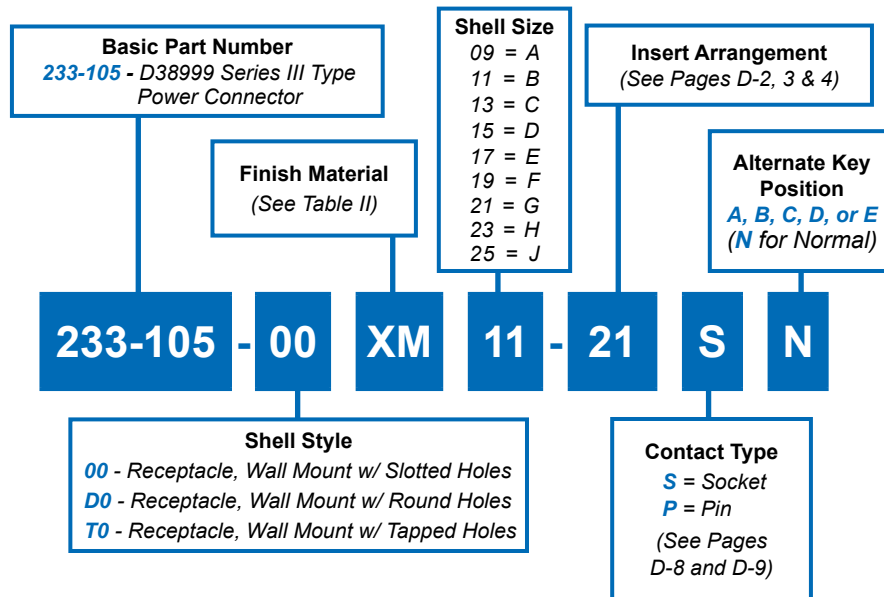 Basic Part Number
233-105 - D38999 Series III Type
Power Connector
Finish Material
(See Table II)
Shell Size
09 = A
11 = B
13 = C
15 = D
17 = E
19 = F
21 = G
23 = H
25 = J
Insert Arrangement
(See Pages D-2, 3 & 4)
Alternate Key
Position
A, B, C, D, or E
(N for Normal)
233-105 - 00 XM 11 - 21 S N
Shell Style
00 - Receptacle, Wall Mount w/ Slotted Holes
D0 - Receptacle, Wall Mount w/ Round Holes
T0 - Receptacle, Wall Mount w/ Tapped Holes
Contact Type
S = Socket
P = Pin
(See Pages
D-8 and D-9)